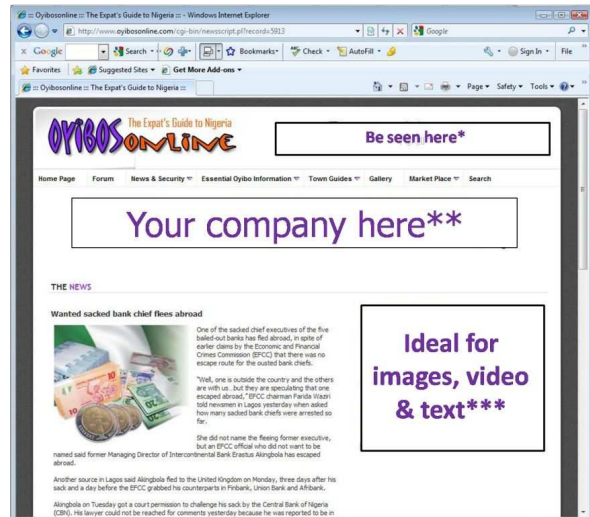 :: Oyibosonline ::: The Expat's Guide to Nigeria ::: - Windows Internet Explorer
http://www.oyibosonline.com/cgi-bin/newsscript.pl?record=5913
Google
x Google Search Bookmarks Check AutoFill Sign In File
Favorites Suggested Sites Get More Add-ons
:: Oyibosonline ::: The Expat's Guide to Nigeria ::: Page Safety Tools
The Expat's Guide to Nigeria
OYIBOS ONLINE
Be seen here*
Home Page Forum News & Security Essential Oyibo Information Town Guides Gallery Market Place Search
Your company here**
THE NEWS
Wanted sacked bank chief flees abroad
One of the sacked chief executives of the five
bailed-out banks has fled abroad, in spite of
earlier claims by the Economic and Financial
Crimes Commission (EFCC) that there was no
escape route for the ousted bank chiefs.
"Well, one is outside the country and the others
are with us ..but they are speculating that one
escaped abroad," EFCC chairman Farida Waziri
told newsmen in Lagos yesterday when asked
how many sacked bank chiefs were arrested so
far.
She did not name the fleeing former executive,
but an EFCC official who did not want to be
named said former Managing Director of Intercontinental Bank Erastus Akingbola has escaped
abroad.
Another source in Lagos said Akingbola fled to the United Kingdom on Monday, three days after his
sack and a day before the EFCC grabbed his counterparts in Finbank, Union Bank and Afribank.
Akingbola on Tuesday got a court permission to challenge his sack by the Central Bank of Nigeria
(CBN). His lawyer could not be reached for comments yesterday because he was reported to be in
Ideal for
images, video
& text***